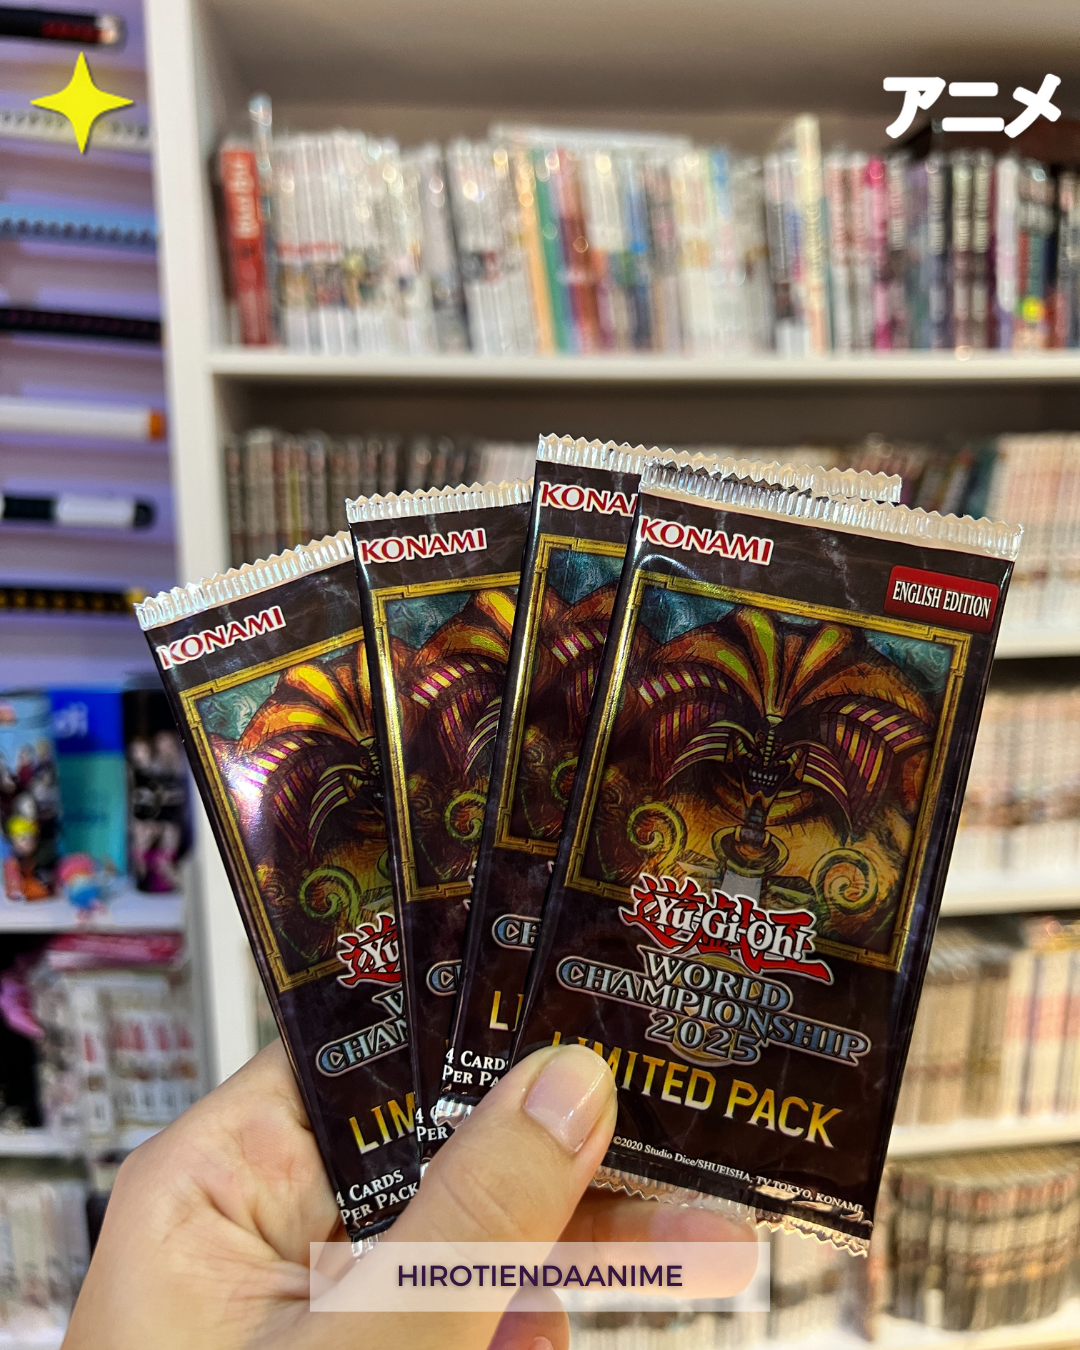 アニメ
KONAMI
KONAMI
KONAMI
KONAMI
ENGLISH EDITION
Yu-Gi-Oh!
WORLD
CHAMPIONSHIP
2025
LIMITED PACK
©2020 Studio Dice/SHUEISHA, TV TOKYO, KONAMI
4 CARDS
PER PACK
HIROTIENDAANIME